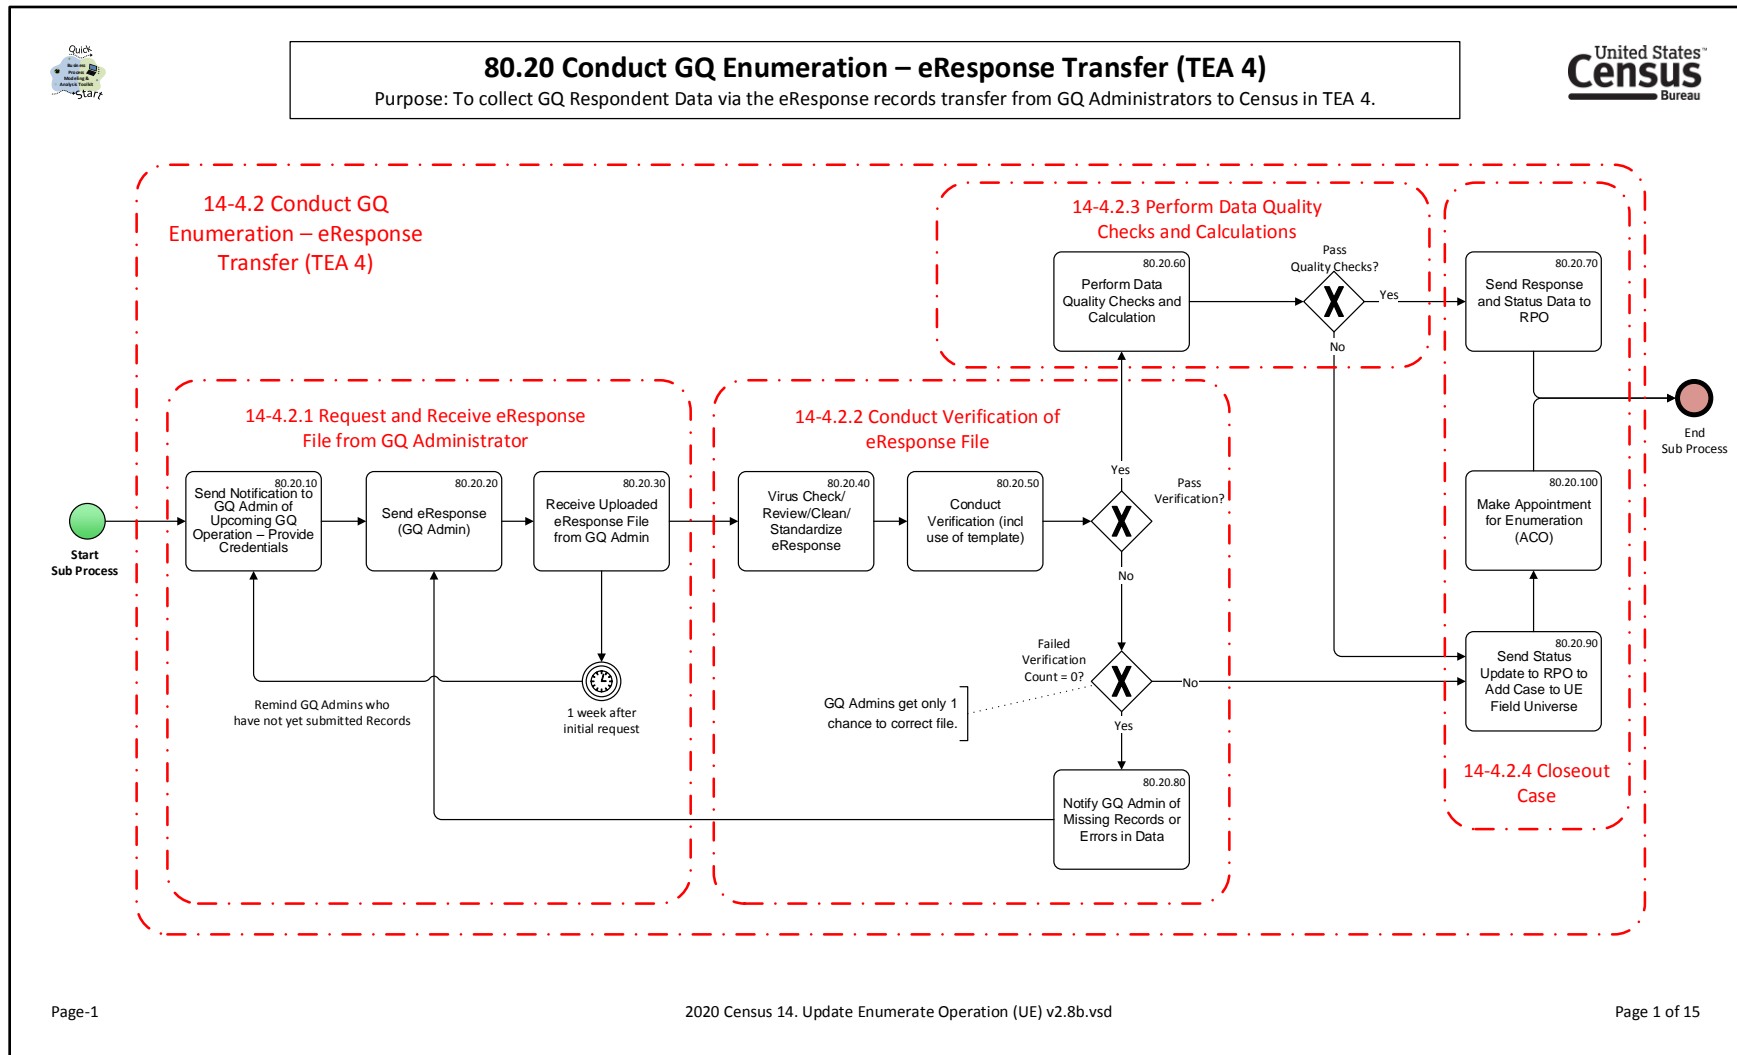 Quick
Business
Process
Modeling &
Analysis Toolkit
Start
80.20 Conduct GQ Enumeration – eResponse Transfer (TEA 4)
Purpose: To collect GQ Respondent Data via the eResponse records transfer from GQ Administrators to Census in TEA 4.
United States™
Census
Bureau
14-4.2 Conduct GQ
Enumeration – eResponse
Transfer (TEA 4)
14-4.2.3 Perform Data Quality
Checks and Calculations
80.20.60
Perform Data
Quality Checks and
Calculation
Pass
Quality Checks?
Yes
No
80.20.70
Send Response
and Status Data to
RPO
14-4.2.1 Request and Receive eResponse
File from GQ Administrator
14-4.2.2 Conduct Verification of
eResponse File
End
Sub Process
Start
Sub Process
80.20.10
Send Notification to
GQ Admin of
Upcoming GQ
Operation – Provide
Credentials
80.20.20
Send eResponse
(GQ Admin)
80.20.30
Receive Uploaded
eResponse File
from GQ Admin
80.20.40
Virus Check/
Review/Clean/
Standardize
eResponse
80.20.50
Conduct
Verification (incl
use of template)
Yes
Pass
Verification?
No
80.20.100
Make Appointment
for Enumeration
(ACO)
Remind GQ Admins who
have not yet submitted Records
1 week after
initial request
Failed
Verification
Count = 0?
No
Yes
GQ Admins get only 1
chance to correct file.
80.20.90
Send Status
Update to RPO to
Add Case to UE
Field Universe
80.20.80
Notify GQ Admin of
Missing Records or
Errors in Data
14-4.2.4 Closeout
Case
Page-1
2020 Census 14. Update Enumerate Operation (UE) v2.8b.vsd
Page 1 of 15